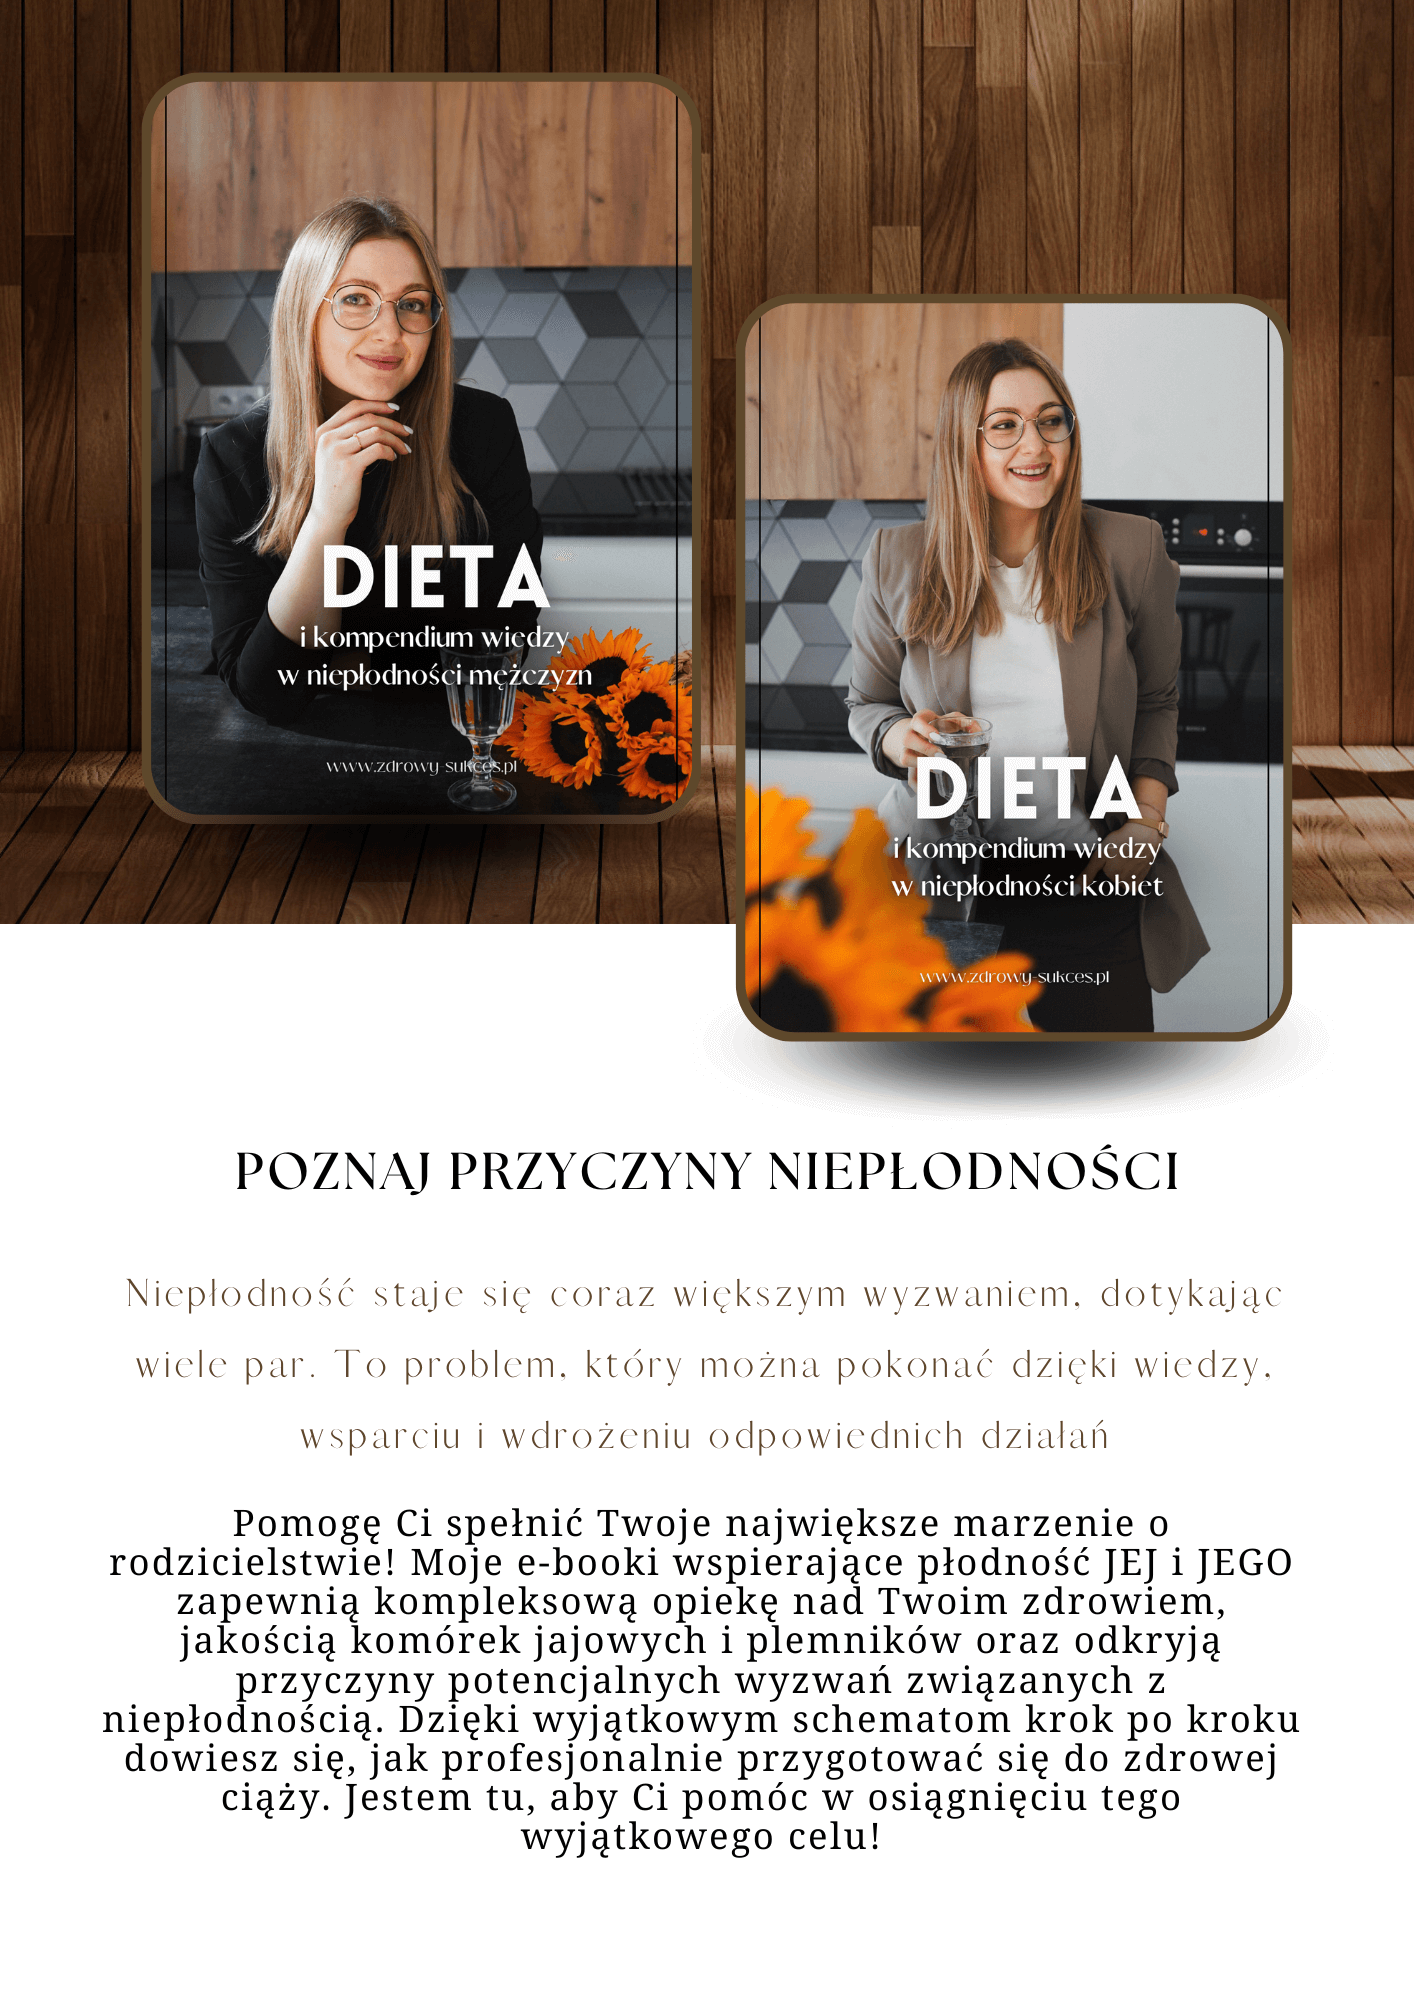 DIETA
i kompendium wiedzy
w niepłodności mężczyzn
www.zdrowy-sukces.pl
DIETA
i kompendium wiedzy
w niepłodności kobiet
www.zdrowy-sukces.pl
POZNAJ PRZYCZYNY NIEPŁODNOŚCI
Niepłodność staje się coraz większym wyzwaniem, dotykając
wiele par. To problem, który można pokonać dzięki wiedzy,
wsparciu i wdrożeniu odpowiednich działań
Pomogę Ci spełnić Twoje największe marzenie o
rodzicielstwie! Moje e-booki wspierające płodność JEJ i JEGO
zapewnią kompleksową opiekę nad Twoim zdrowiem,
jakością komórek jajowych i plemników oraz odkryją
przyczyny potencjalnych wyzwań związanych z
niepłodnością. Dzięki wyjątkowym schematom krok po kroku
dowiesz się, jak profesjonalnie przygotować się do zdrowej
ciąży. Jestem tu, aby Ci pomóc w osiągnięciu tego
wyjątkowego celu!